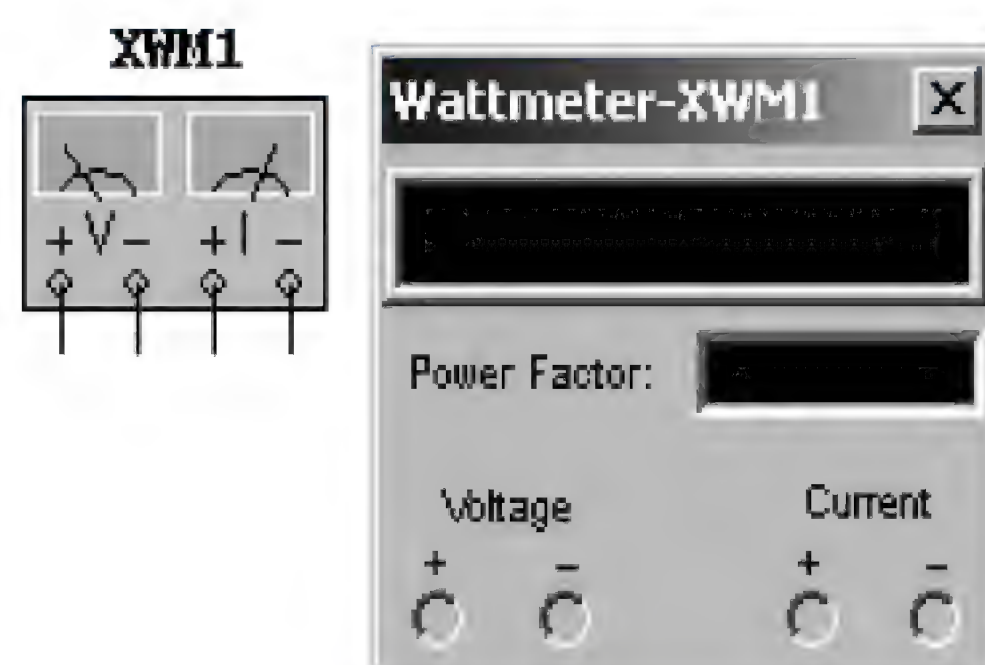 XWM1
+ V - + I -
Wattmeter-XWM1 X
Power Factor:
Voltage Current
+ - + -